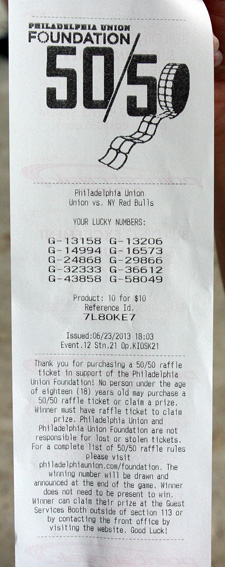 PHILADELPHIA UNION
FOUNDATION
50/50
Philadelphia Union
Union vs. NY Red Bulls
YOUR LUCKY NUMBERS:
G-13158 G-13206
G-14994 G-16573
G-24868 G-29866
G-32333 G-36612
G-43858 G-58049
Product: 10 for $10
Reference Id.
7L80KE7
Issued:06/23/2013 18:03
Event.12 Stn.21 Op.KIOSK21
Thank you for purchasing a 50/50 raffle
ticket in support of the Philadelphia
Union Foundation! No person under the age
of eighteen (18) years old may purchase a
50/50 raffle ticket or claim a prize.
Winner must have raffle ticket to claim
prize. Philadelphia Union and
Philadelphia Union Foundation are not
responsible for lost or stolen tickets.
For a complete list of 50/50 raffle rules
please visit
philadelphiaunion.com/foundation. The
winning number will be drawn and
announced at the end of the game. Winner
does not need to be present to win.
Winner can claim their prize at the Guest
Services Booth outside of section 113 or
by contacting the front office by
visiting the website. Good Luck!